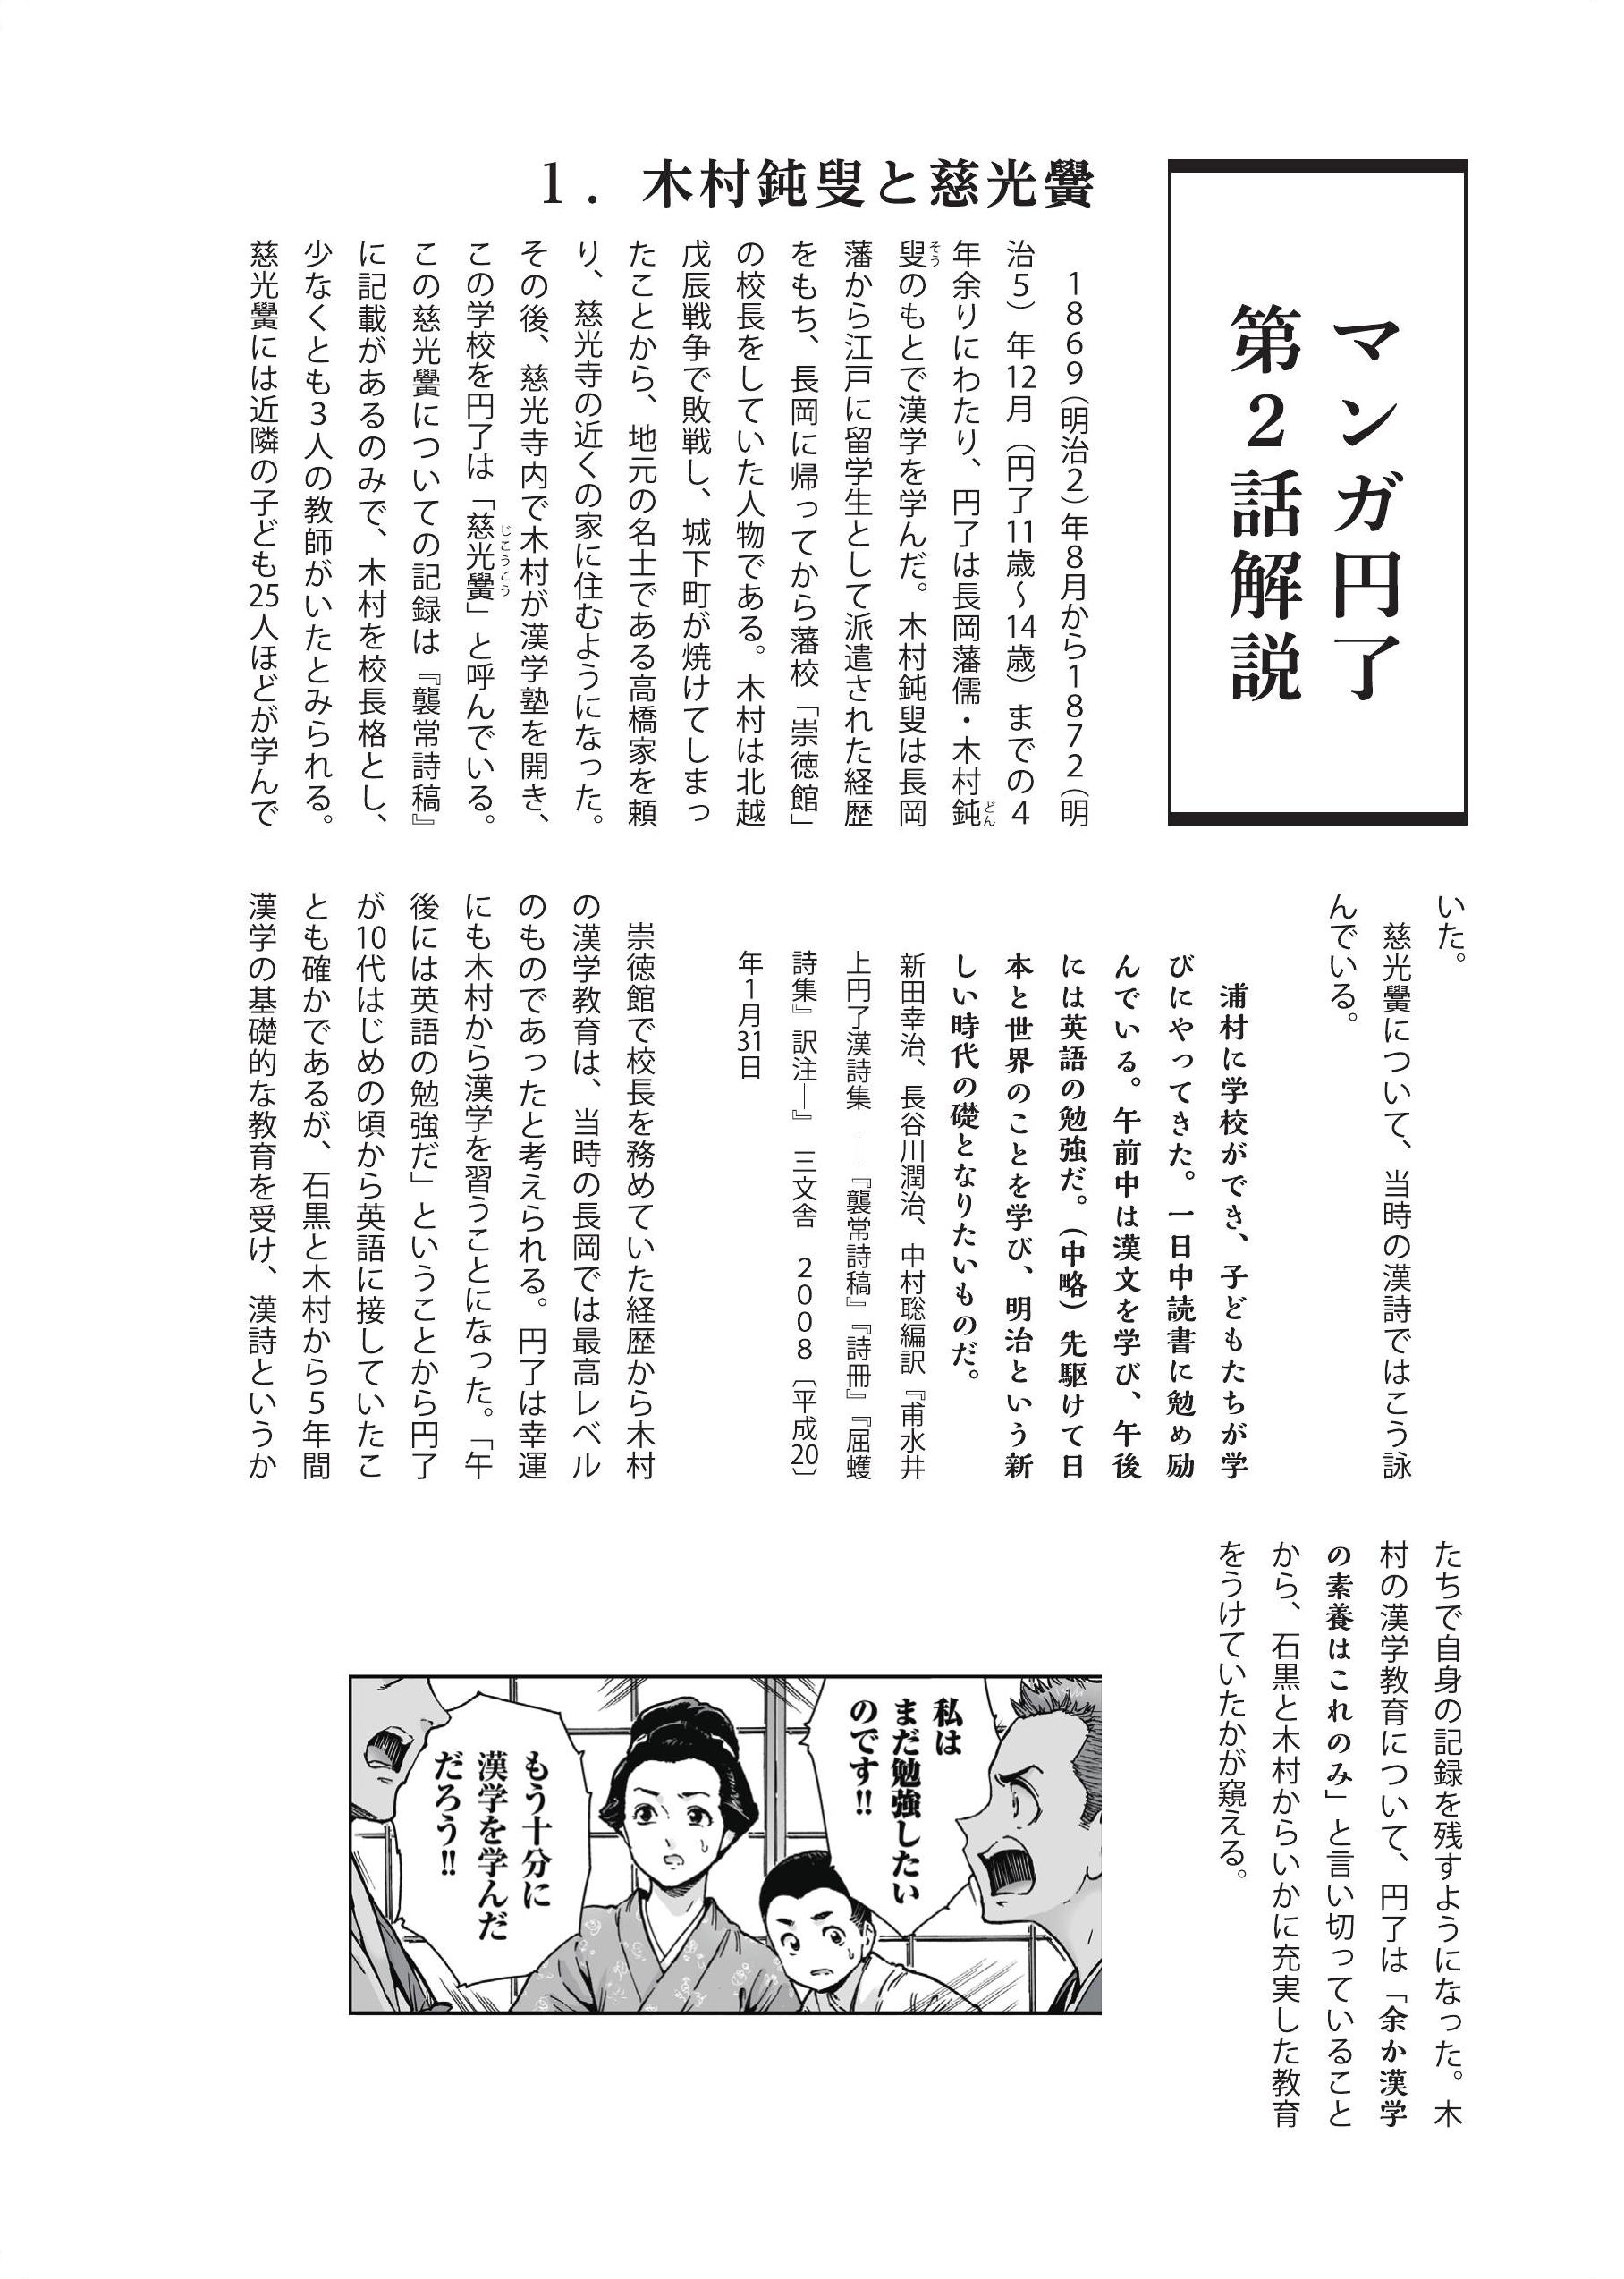 マンガ円了
第2話解説
1．木村鈍叟と慈光黌
1869(明治2)年8月から1872(明
治5）年12月（円了11歳〜14歳）までの4
年余りにわたり、円了は長岡藩儒・木村鈍
どん
叟のもとで漢学を学んだ。木村鈍叟は長岡
そう
藩から江戸に留学生として派遣された経歴
をもち、長岡に帰ってから藩校「崇徳館」
の校長をしていた人物である。木村は北越
戊辰戦争で敗戦し、城下町が焼けてしまっ
たことから、地元の名士である高橋家を頼
り、慈光寺の近くの家に住むようになった。
その後、慈光寺内で木村が漢学塾を開き、
この学校を円了は「慈光黌」と呼んでいる。
じこうこう
この慈光黌についての記録は『襲常詩稿』
に記載があるのみで、木村を校長格とし、
少なくとも3人の教師がいたとみられる。
慈光黌には近隣の子ども25人ほどが学んで
いた。
慈光黌について、当時の漢詩ではこう詠
んでいる。
浦村に学校ができ、子どもたちが学
びにやってきた。一日中読書に勉め励
んでいる。午前中は漢文を学び、午後
には英語の勉強だ。（中略）先駆けて日
本と世界のことを学び、明治という新
しい時代の礎となりたいものだ。
新田幸治、長谷川潤治、中村聡編訳『甫水井
上円了漢詩集　―『襲常詩稿』『詩冊』『屈蠖
詩集』訳注―』　三文舎　2008〔平成20〕
年1月31日
崇徳館で校長を務めていた経歴から木村
の漢学教育は、当時の長岡では最高レベル
のものであったと考えられる。円了は幸運
にも木村から漢学を習うことになった。「午
後には英語の勉強だ」ということから円了
が10代はじめの頃から英語に接していたこ
とも確かであるが、石黒と木村から5年間
漢学の基礎的な教育を受け、漢詩というか
たちで自身の記録を残すようになった。木
村の漢学教育について、円了は「余か漢学
の素養はこれのみ」と言い切っていること
から、石黒と木村からいかに充実した教育
をうけていたかが窺える。
私は
まだ勉強したい
のです!!
もう十分に
漢学を学んだ
だろう!!